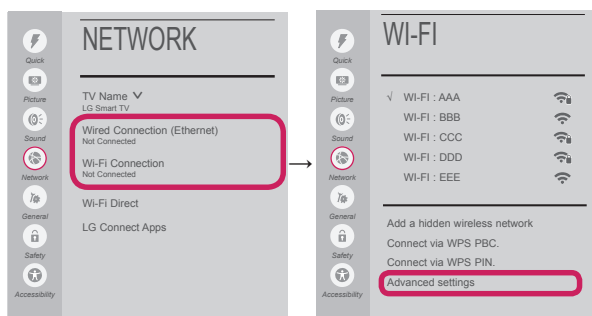 NETWORK
Quick
Picture
Sound
Network
General
Safety
Accessibility
TV Name
LG Smart TV
Wired Connection (Ethernet)
Not Connected
Wi-Fi Connection
Not Connected
Wi-Fi Direct
LG Connect Apps
→
WI-FI
Quick
Picture
Sound
Network
General
Safety
Accessibility
√ WI-FI : AAA
WI-FI : BBB
WI-FI : CCC
WI-FI : DDD
WI-FI : EEE
Add a hidden wireless network
Connect via WPS PBC.
Connect via WPS PIN.
Advanced settings